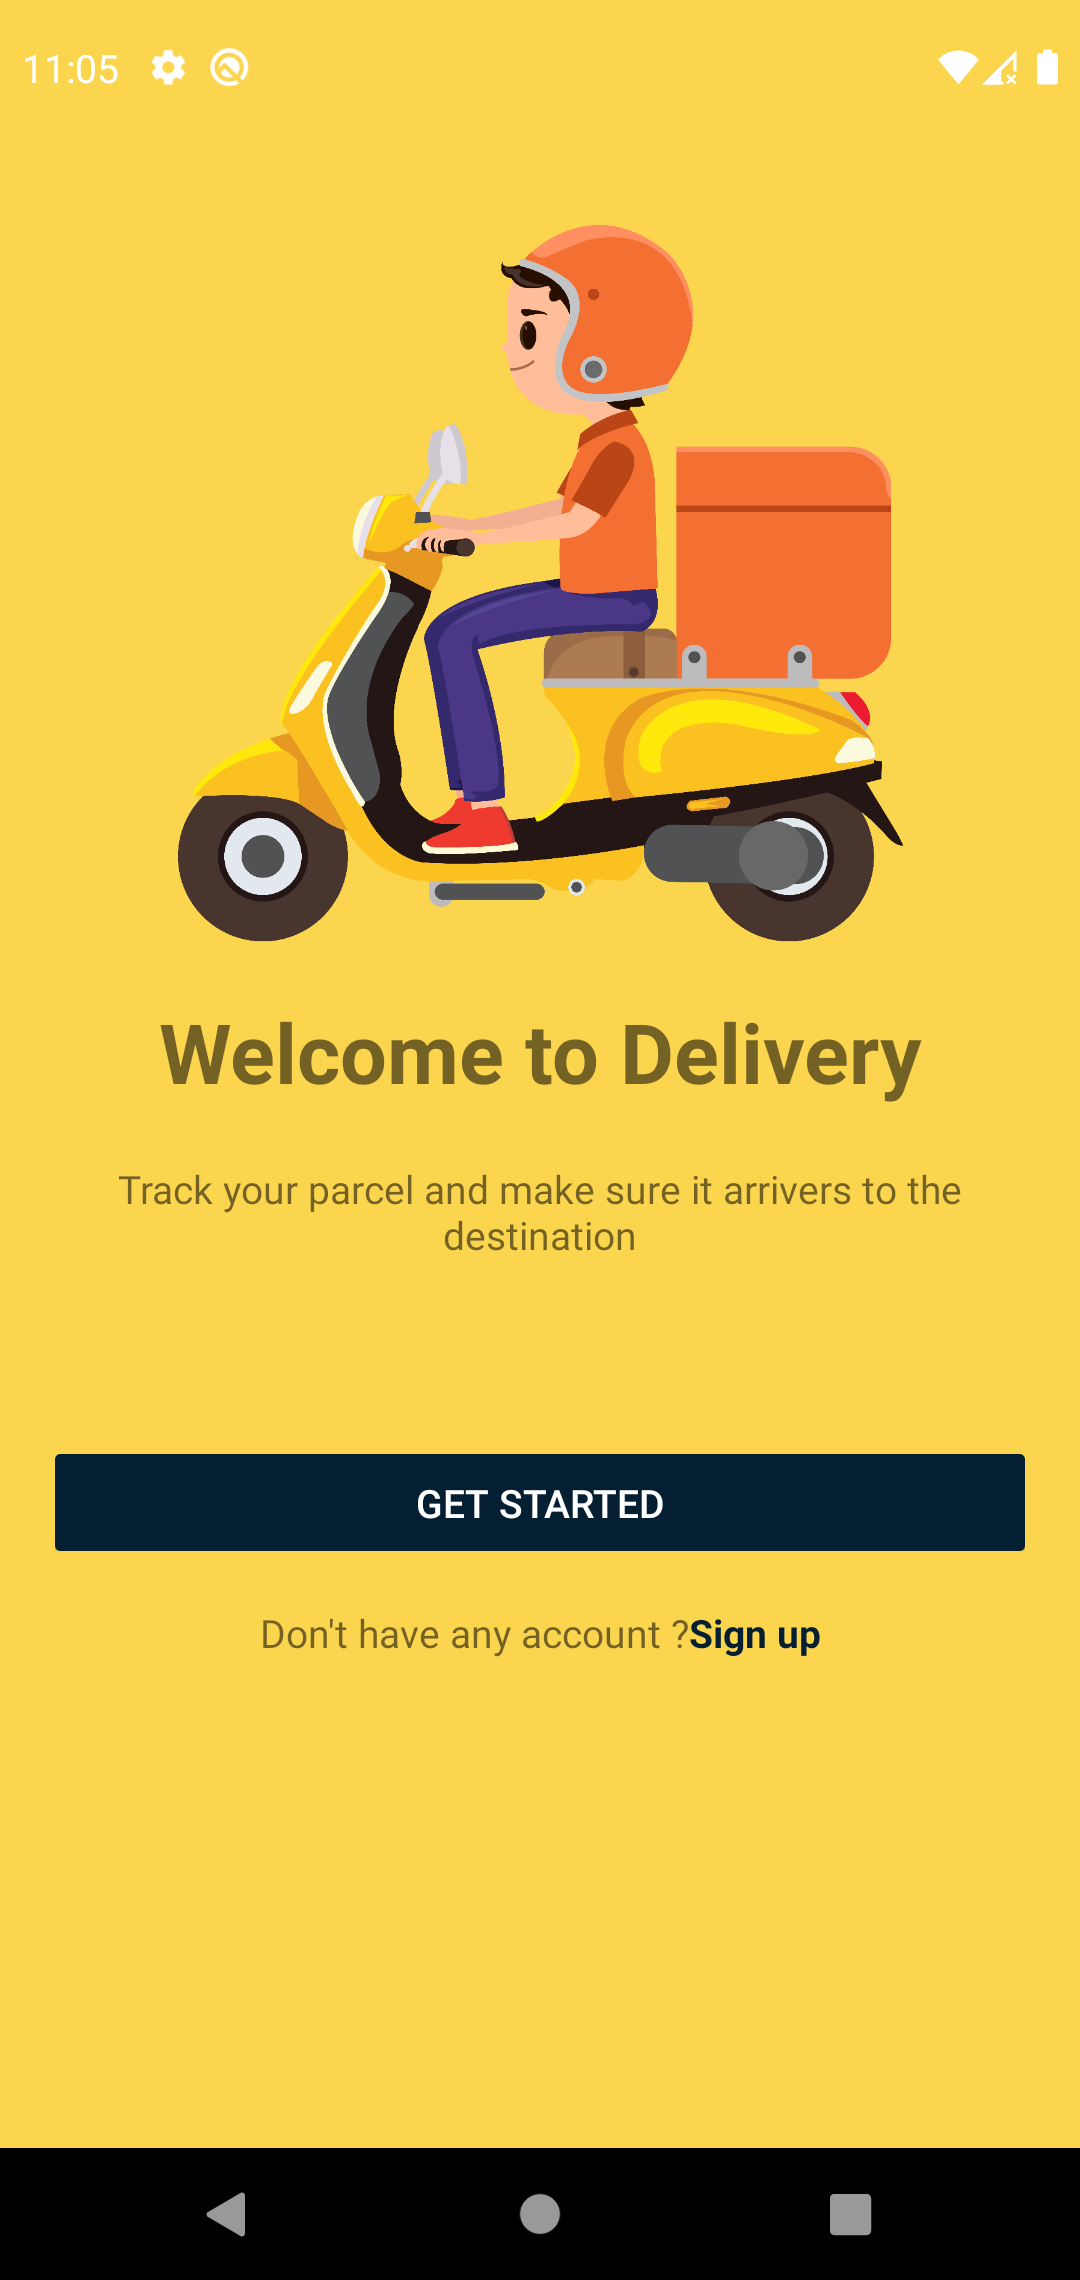 11:05
Welcome to Delivery
Track your parcel and make sure it arrivers to the
destination
GET STARTED
Don't have any account ?Sign up